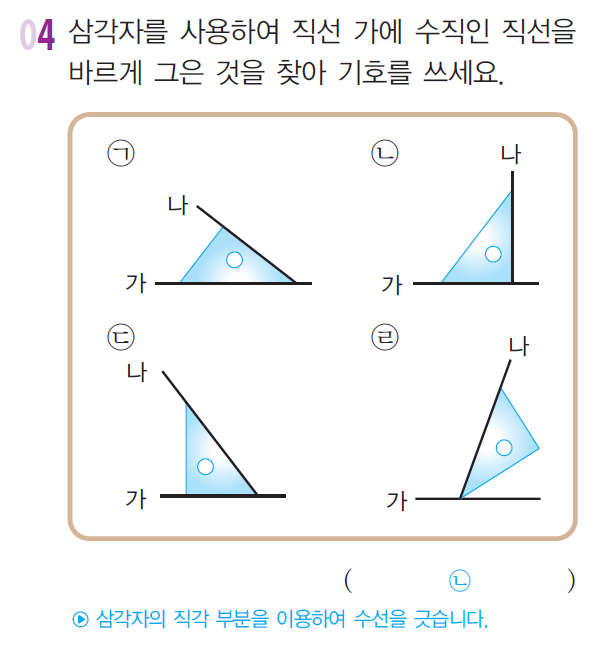 04 삼각자를 사용하여 직선 가에 수직인 직선을
바르게 그은 것을 찾아 기호를 쓰세요.
㉠ ㉡
나 나
가 가
㉢ ㉣
나 나
가 가
( ㉡ )
삼각자의 직각 부분을 이용하여 수선을 긋습니다.